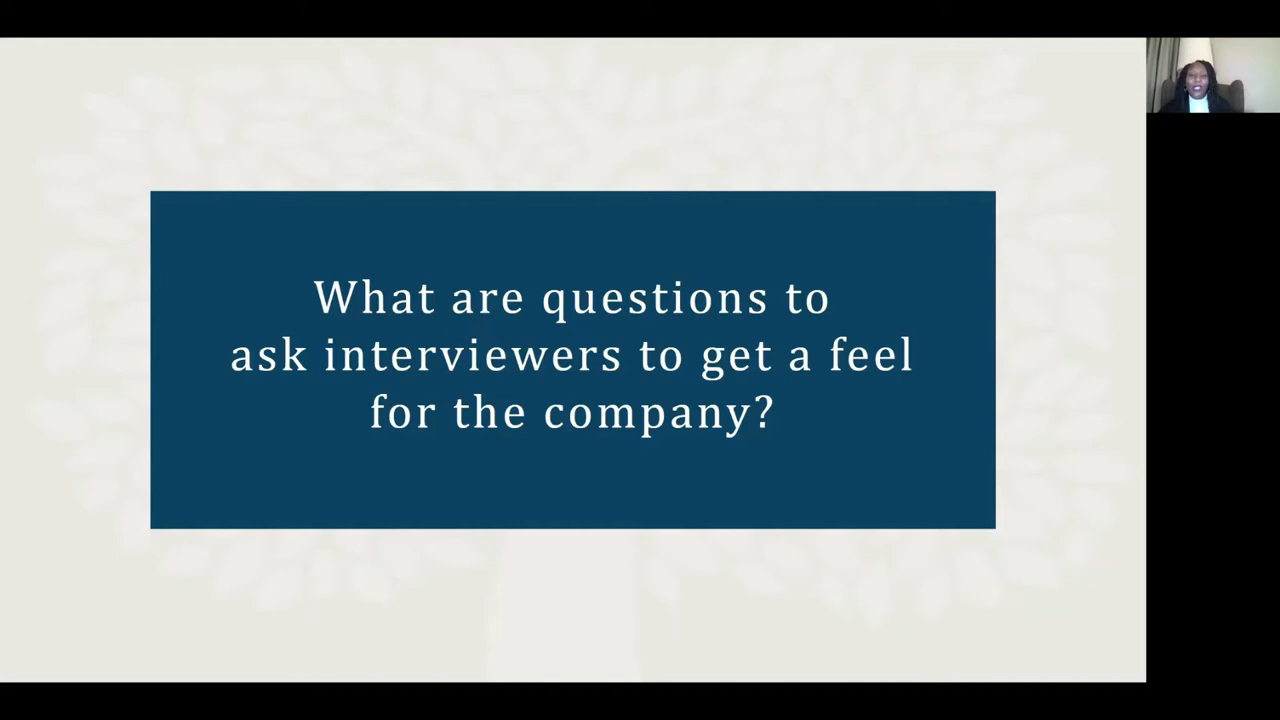 What are questions to
ask interviewers to get a feel
for the company?